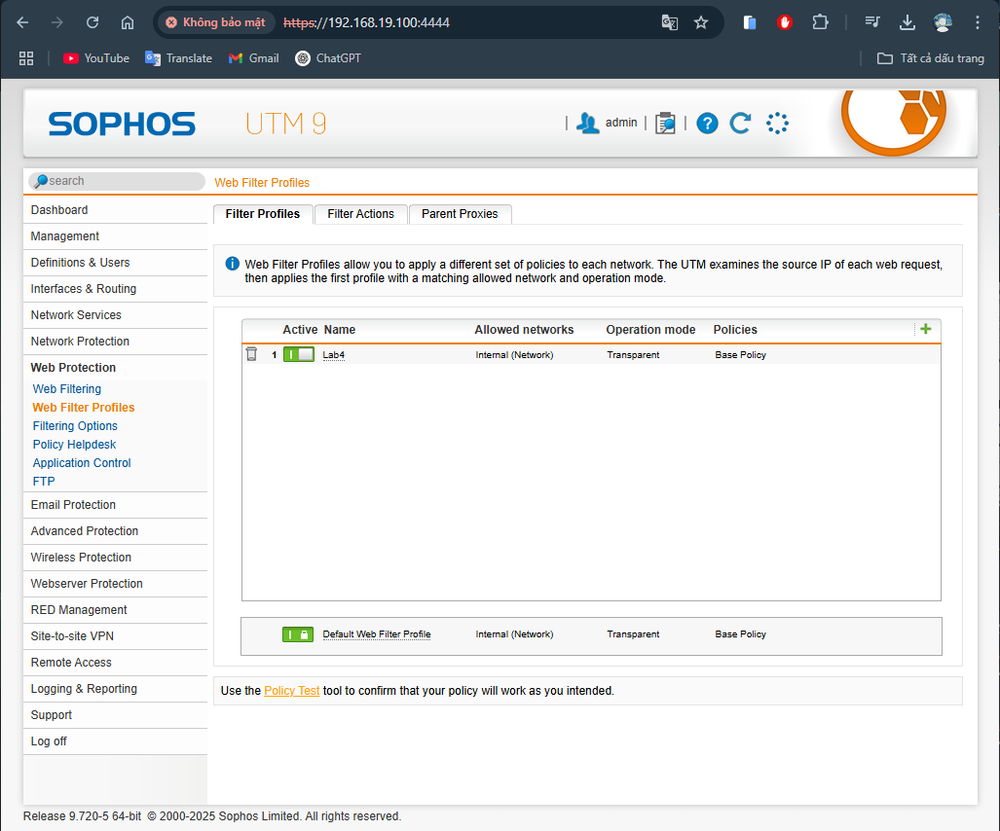 Không bảo mật https://192.168.19.100:4444
YouTube Translate Gmail ChatGPT Tất cả dấu trang
SOPHOS UTM 9 | admin | |
search Web Filter Profiles
Dashboard
Management
Definitions & Users
Interfaces & Routing
Network Services
Network Protection
Web Protection
Web Filtering
Web Filter Profiles
Filtering Options
Policy Helpdesk
Application Control
FTP
Email Protection
Advanced Protection
Wireless Protection
Webserver Protection
RED Management
Site-to-site VPN
Remote Access
Logging & Reporting
Support
Log off
Filter Profiles Filter Actions Parent Proxies
Web Filter Profiles allow you to apply a different set of policies to each network. The UTM examines the source IP of each web request,
then applies the first profile with a matching allowed network and operation mode.
Active Name Allowed networks Operation mode Policies
1 Lab4 Internal (Network) Transparent Base Policy
Default Web Filter Profile Internal (Network) Transparent Base Policy
Use the Policy Test tool to confirm that your policy will work as you intended.
Release 9.720-5 64-bit © 2000-2025 Sophos Limited. All rights reserved.